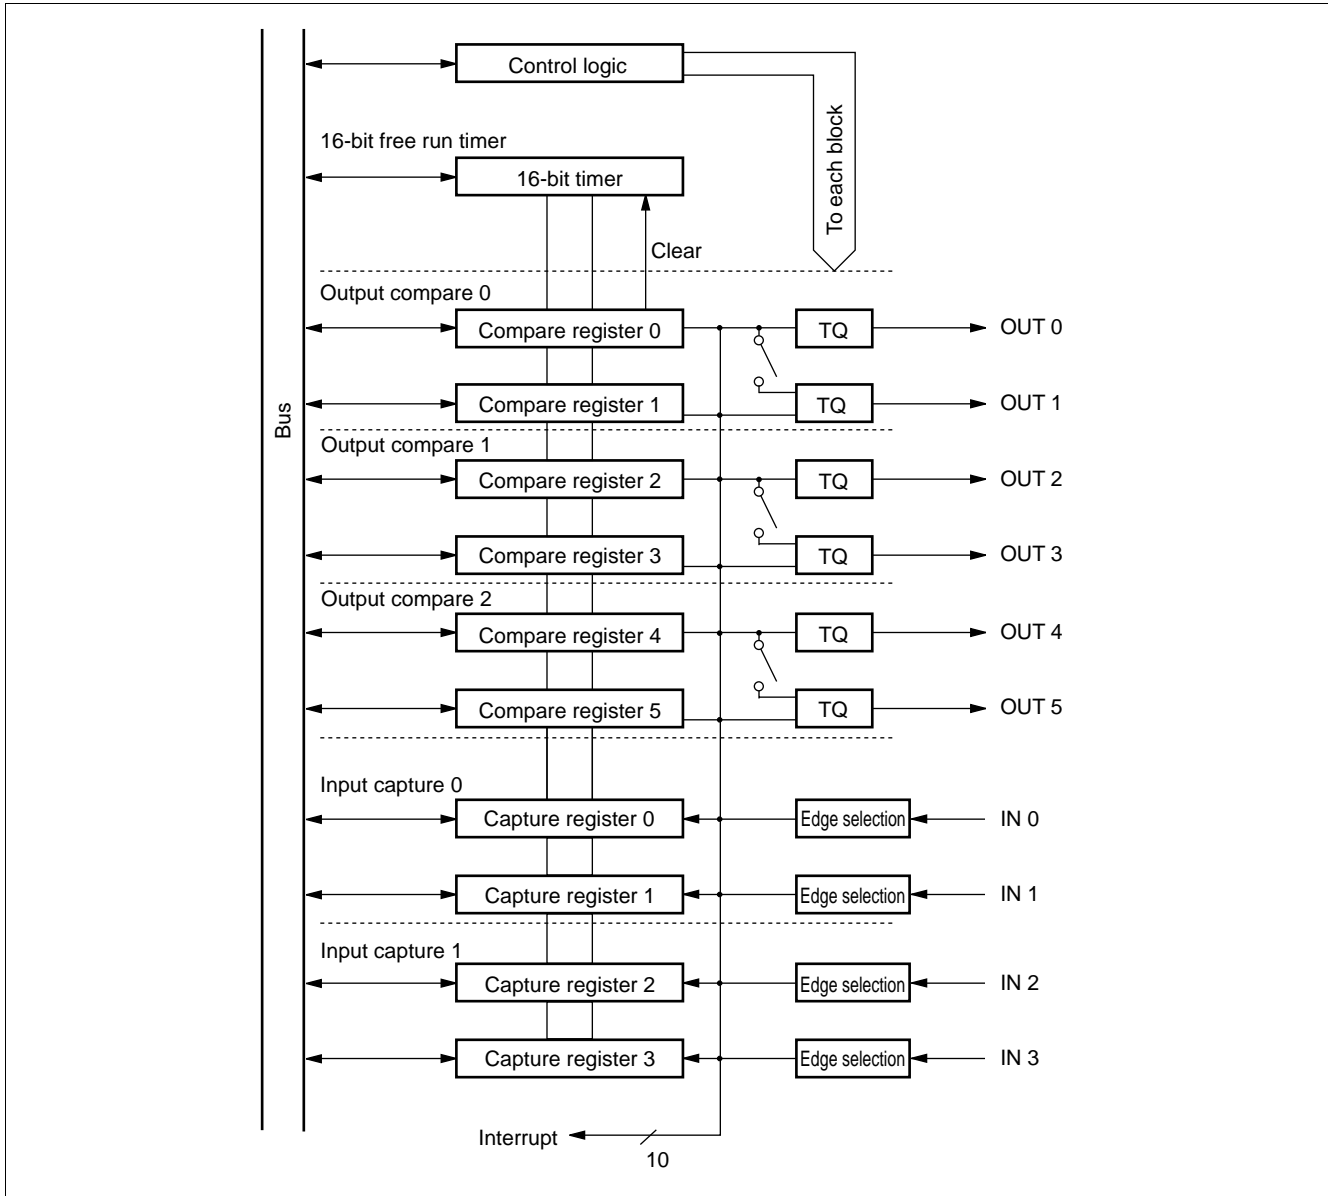 Control logic
To each block
16-bit free run timer
16-bit timer
Clear
Bus
Output compare 0
Compare register 0
TQ
OUT 0
Compare register 1
TQ
OUT 1
Output compare 1
Compare register 2
TQ
OUT 2
Compare register 3
TQ
OUT 3
Output compare 2
Compare register 4
TQ
OUT 4
Compare register 5
TQ
OUT 5
Input capture 0
Capture register 0
Edge selection
IN 0
Capture register 1
Edge selection
IN 1
Input capture 1
Capture register 2
Edge selection
IN 2
Capture register 3
Edge selection
IN 3
Interrupt
10